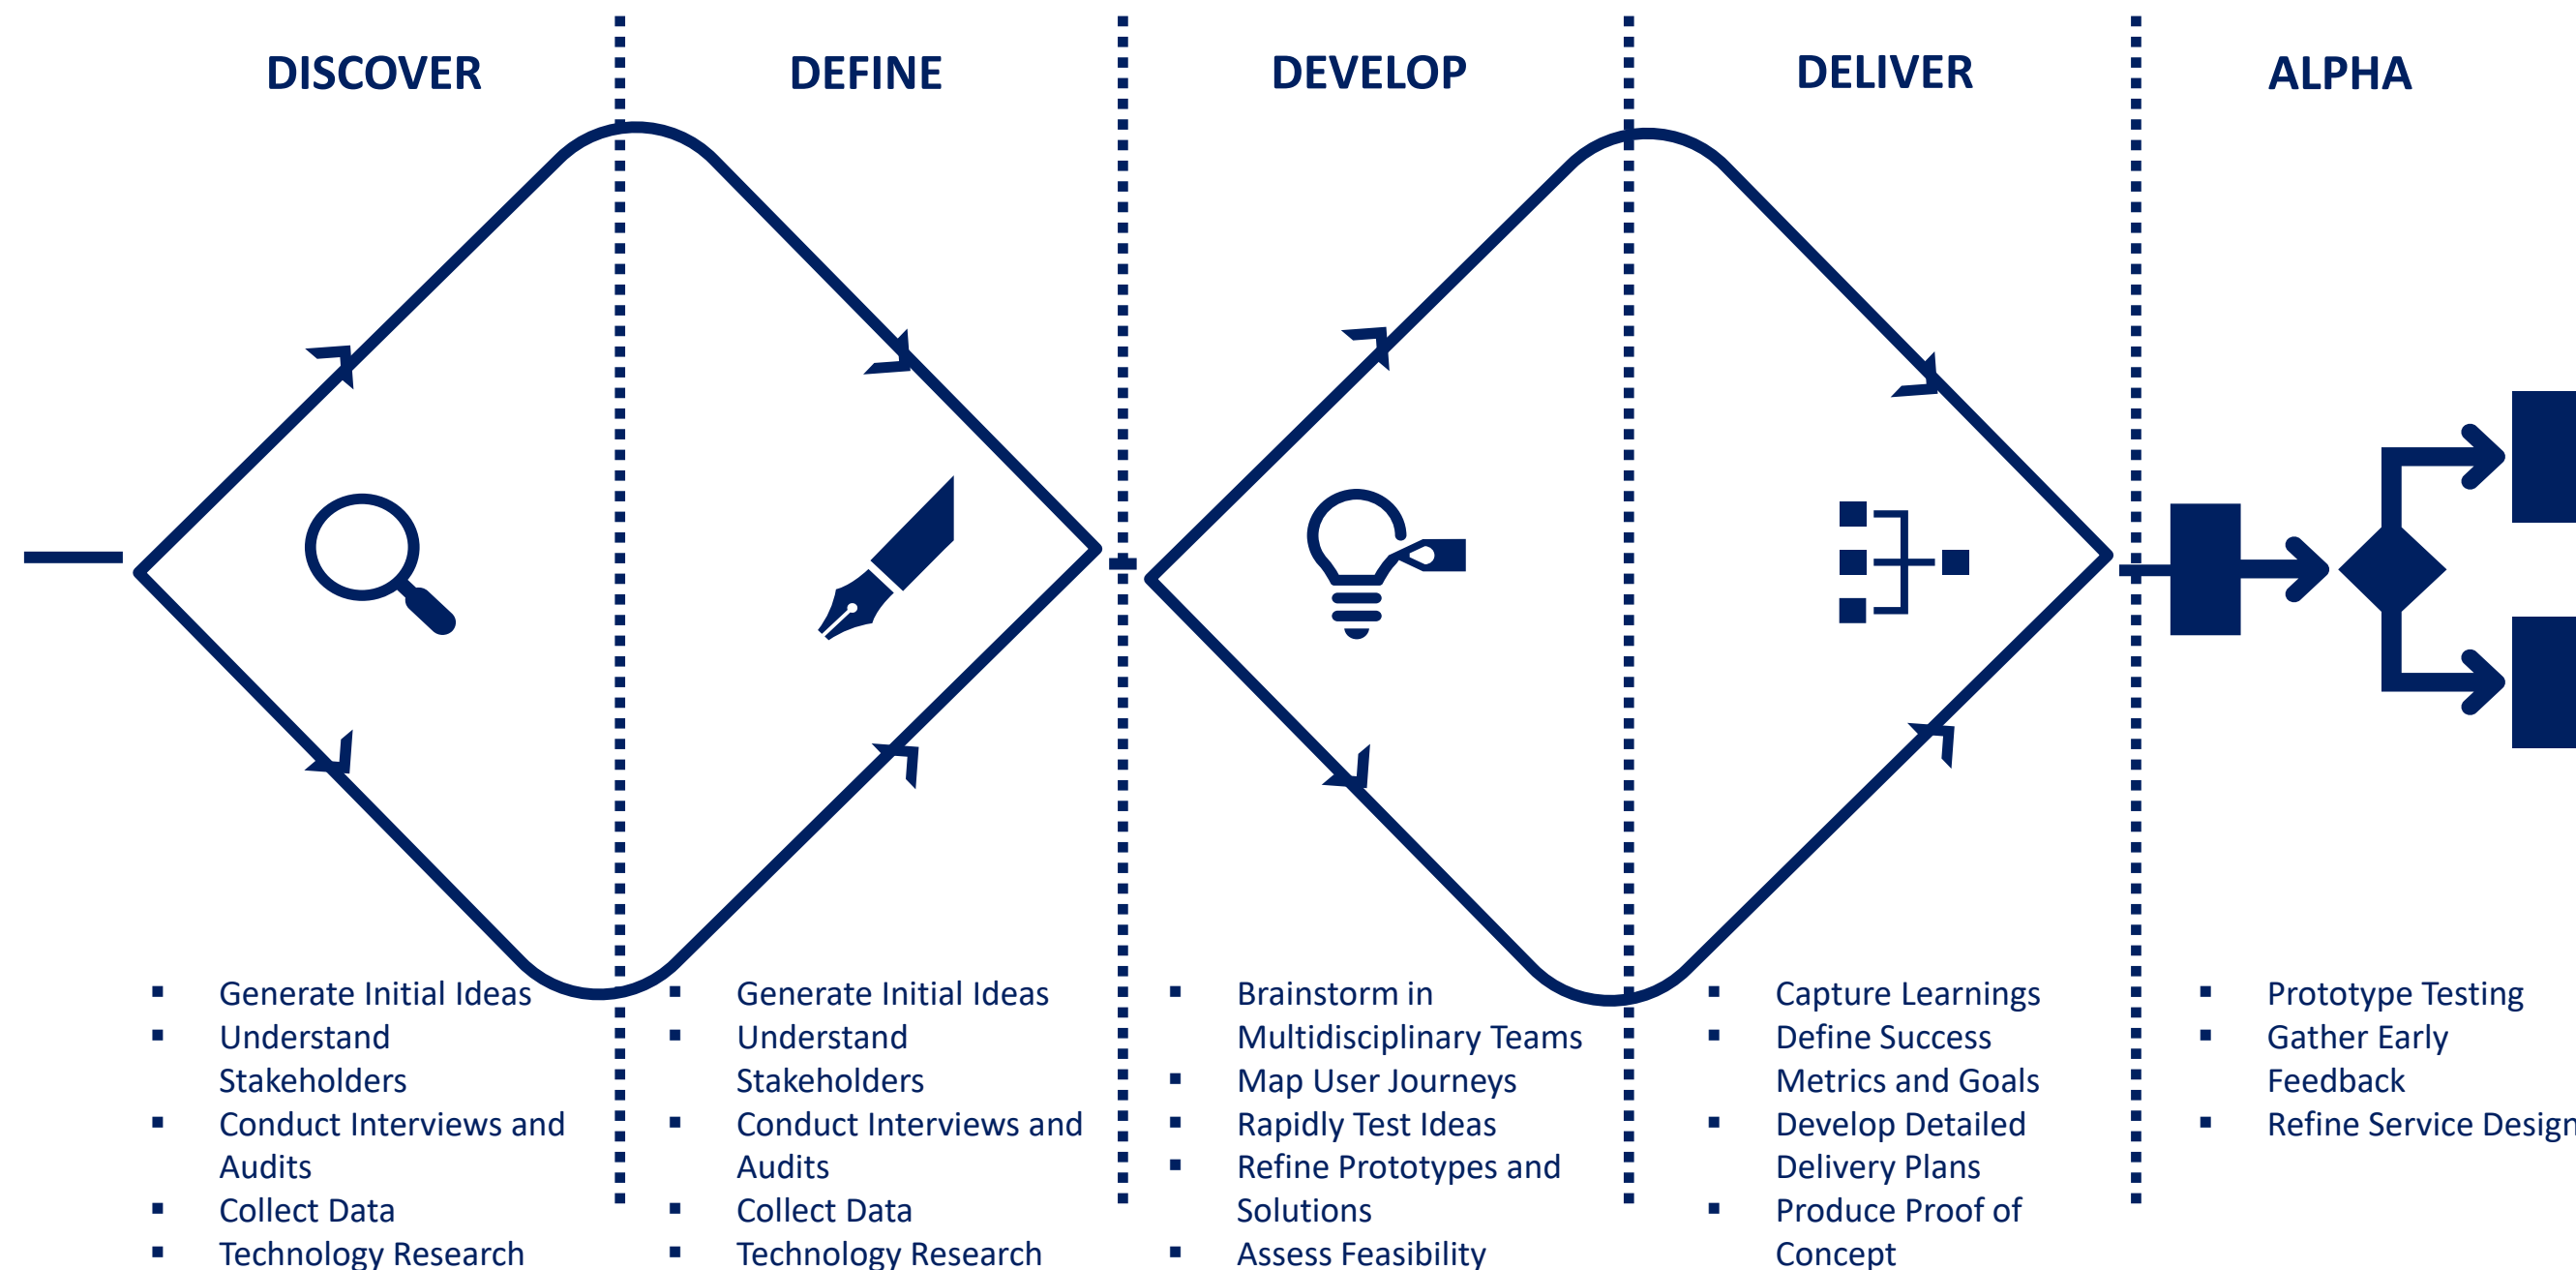 DISCOVER
DEFINE
DEVELOP
DELIVER
ALPHA
▪ Generate Initial Ideas
▪ Understand
Stakeholders
▪ Conduct Interviews and
Audits
▪ Collect Data
▪ Technology Research
▪ Generate Initial Ideas
▪ Understand
Stakeholders
▪ Conduct Interviews and
Audits
▪ Collect Data
▪ Technology Research
▪ Brainstorm in
Multidisciplinary Teams
▪ Map User Journeys
▪ Rapidly Test Ideas
▪ Refine Prototypes and
Solutions
▪ Assess Feasibility
▪ Capture Learnings
▪ Define Success
Metrics and Goals
▪ Develop Detailed
Delivery Plans
▪ Produce Proof of
Concept
▪ Prototype Testing
▪ Gather Early
Feedback
▪ Refine Service Design